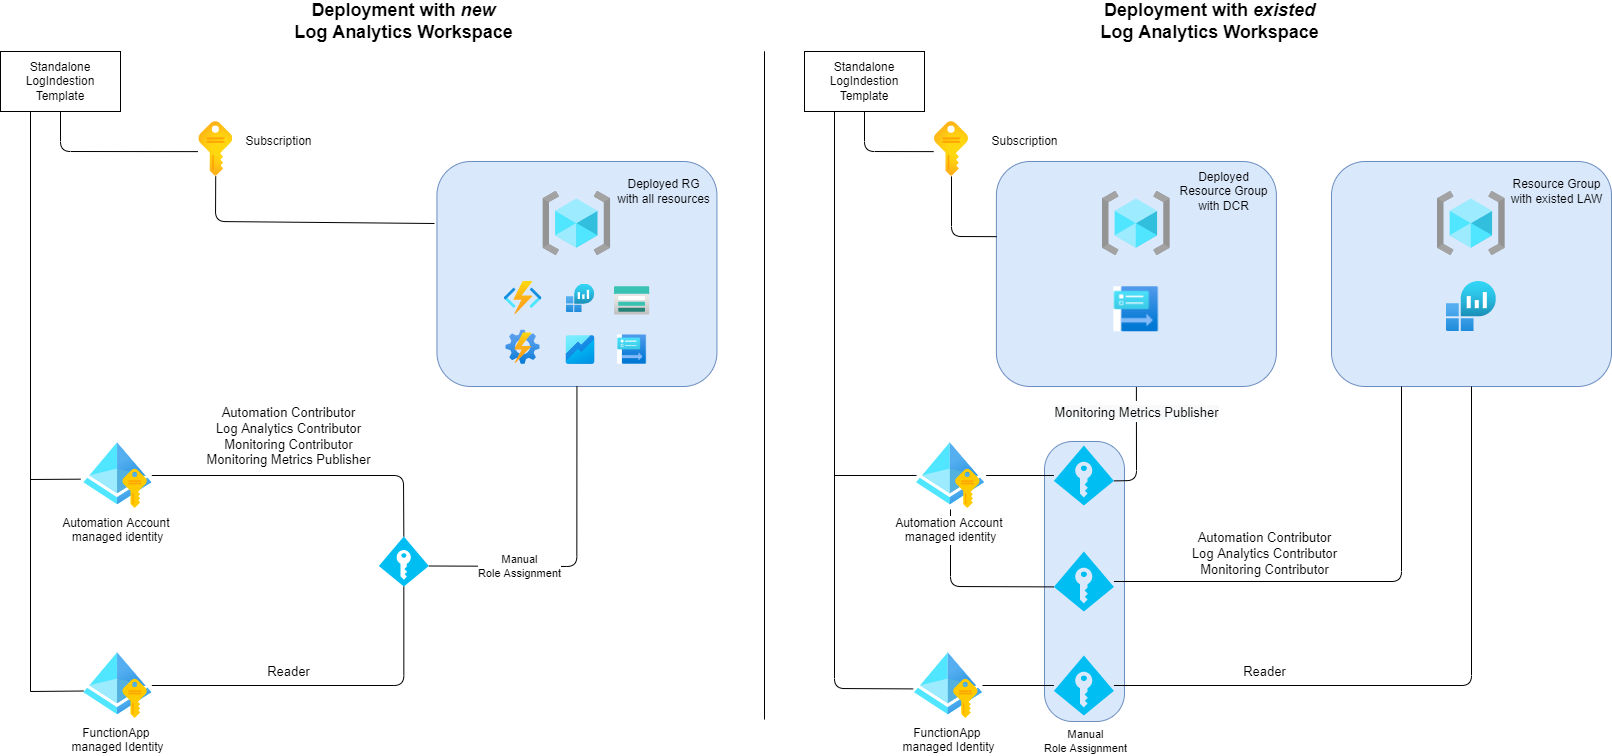 Deployment with new
Log Analytics Workspace
Standalone
LogIndestion
Template
Subscription
Deployed RG
with all resources
Automation Contributor
Log Analytics Contributor
Monitoring Contributor
Monitoring Metrics Publisher
Automation Account
managed identity
Manual
Role Assignment
Reader
FunctionApp
managed Identity
Deployment with existed
Log Analytics Workspace
Standalone
LogIndestion
Template
Subscription
Deployed
Resource Group
with DCR
Resource Group
with existed LAW
Monitoring Metrics Publisher
Automation Account
managed identity
Automation Contributor
Log Analytics Contributor
Monitoring Contributor
Reader
FunctionApp
managed Identity
Manual
Role Assignment